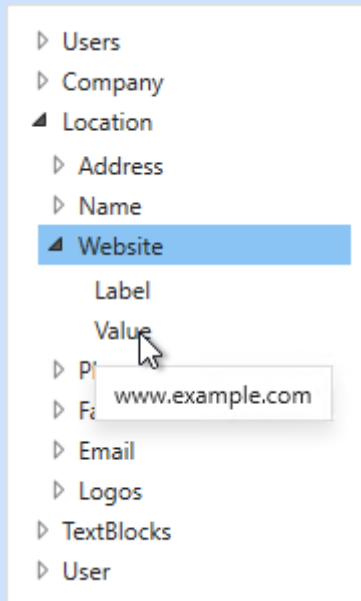 Users
Company
Location
Address
Name
Website
Label
Value
www.example.com
Email
Logos
TextBlocks
User